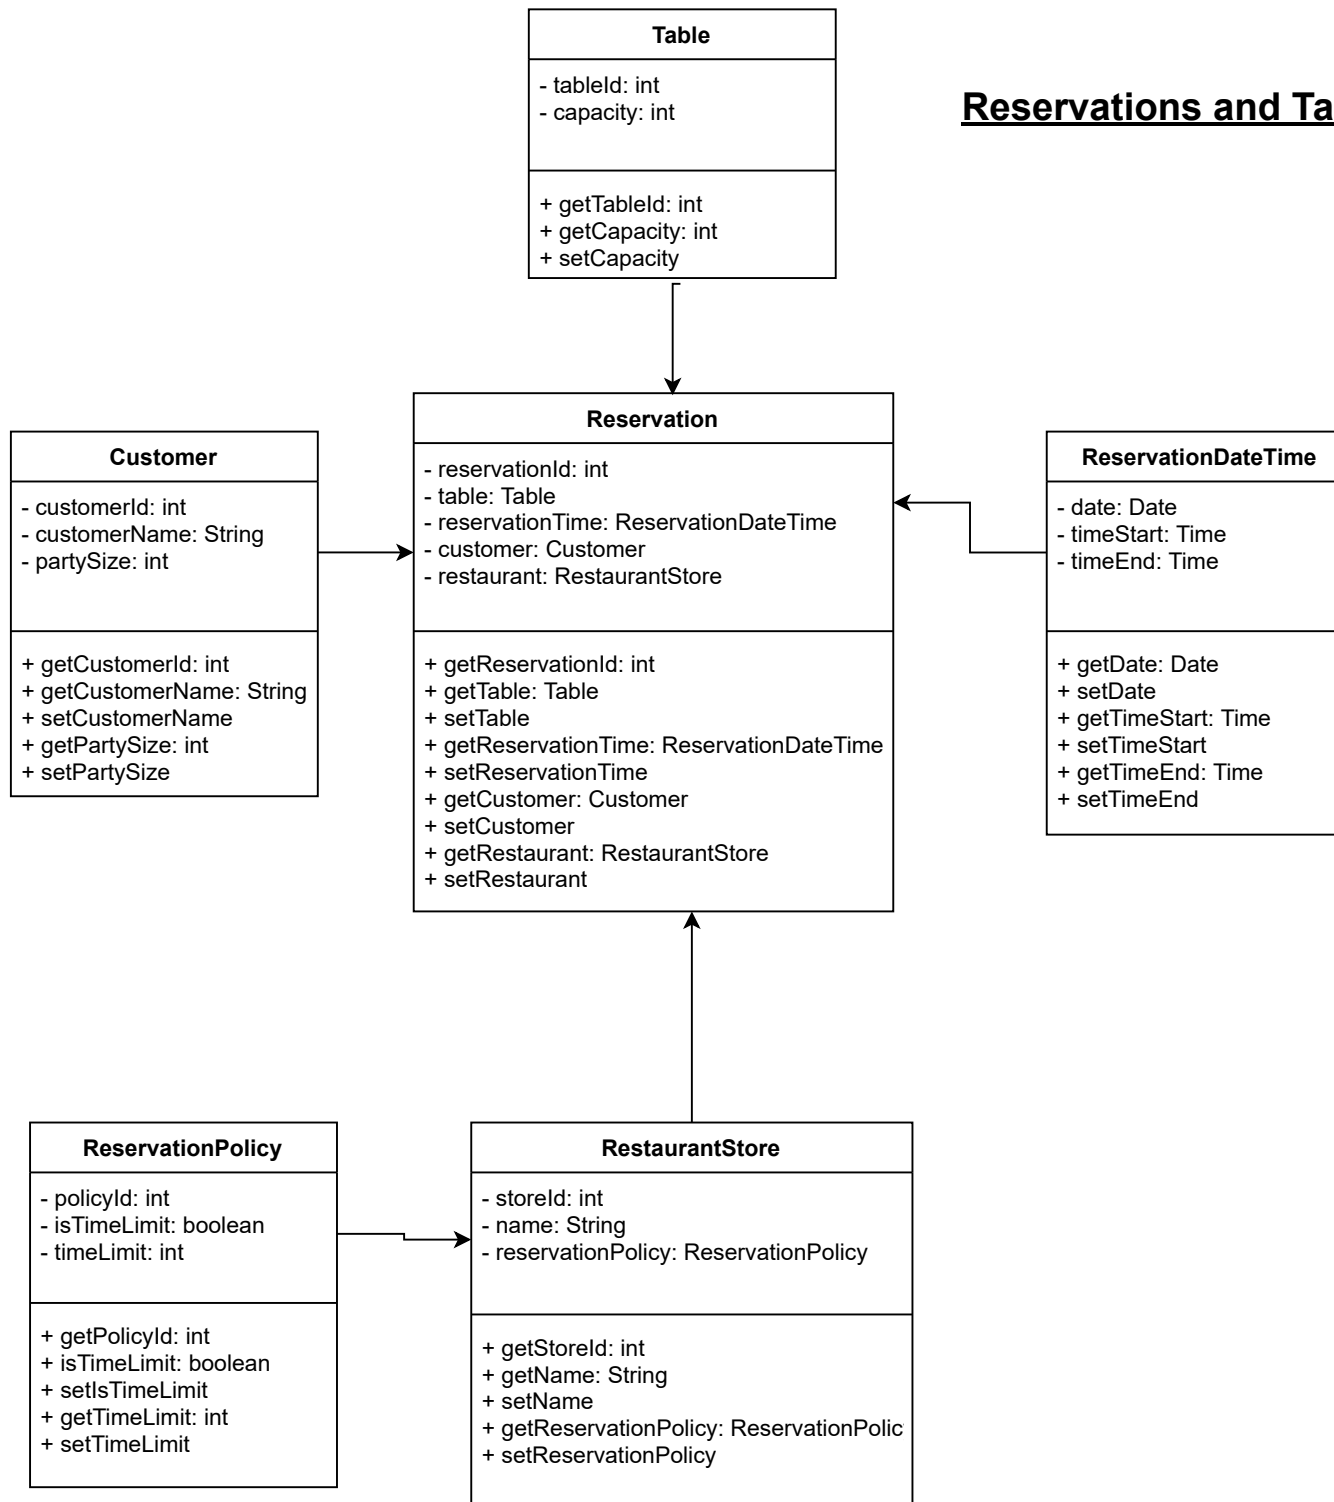 Table
- tableId: int
- capacity: int
+ getTableId: int
+ getCapacity: int
+ setCapacity
Reservations and
Customer
- customerId: int
- customerName: String
- partySize: int
+ getCustomerId: int
+ getCustomerName: String
+ setCustomerName
+ getPartySize: int
+ setPartySize
Reservation
- reservationId: int
- table: Table
- reservationTime: ReservationDateTime
- customer: Customer
- restaurant: RestaurantStore
+ getReservationId: int
+ getTable: Table
+ setTable
+ getReservationTime: ReservationDateTime
+ setReservationTime
+ getCustomer: Customer
+ setCustomer
+ getRestaurant: RestaurantStore
+ setRestaurant
ReservationDateTime
- date: Date
- timeStart: Time
- timeEnd: Time
+ getDate: Date
+ setDate
+ getTimeStart: Time
+ setTimeStart
+ getTimeEnd: Time
+ setTimeEnd
ReservationPolicy
- policyId: int
- isTimeLimit: boolean
- timeLimit: int
+ getPolicyId: int
+ isTimeLimit: boolean
+ setIsTimeLimit
+ getTimeLimit: int
+ setTimeLimit
RestaurantStore
- storeId: int
- name: String
- reservationPolicy: ReservationPolicy
+ getStoreId: int
+ getName: String
+ setName
+ getReservationPolicy:
+ setReservationPolicy